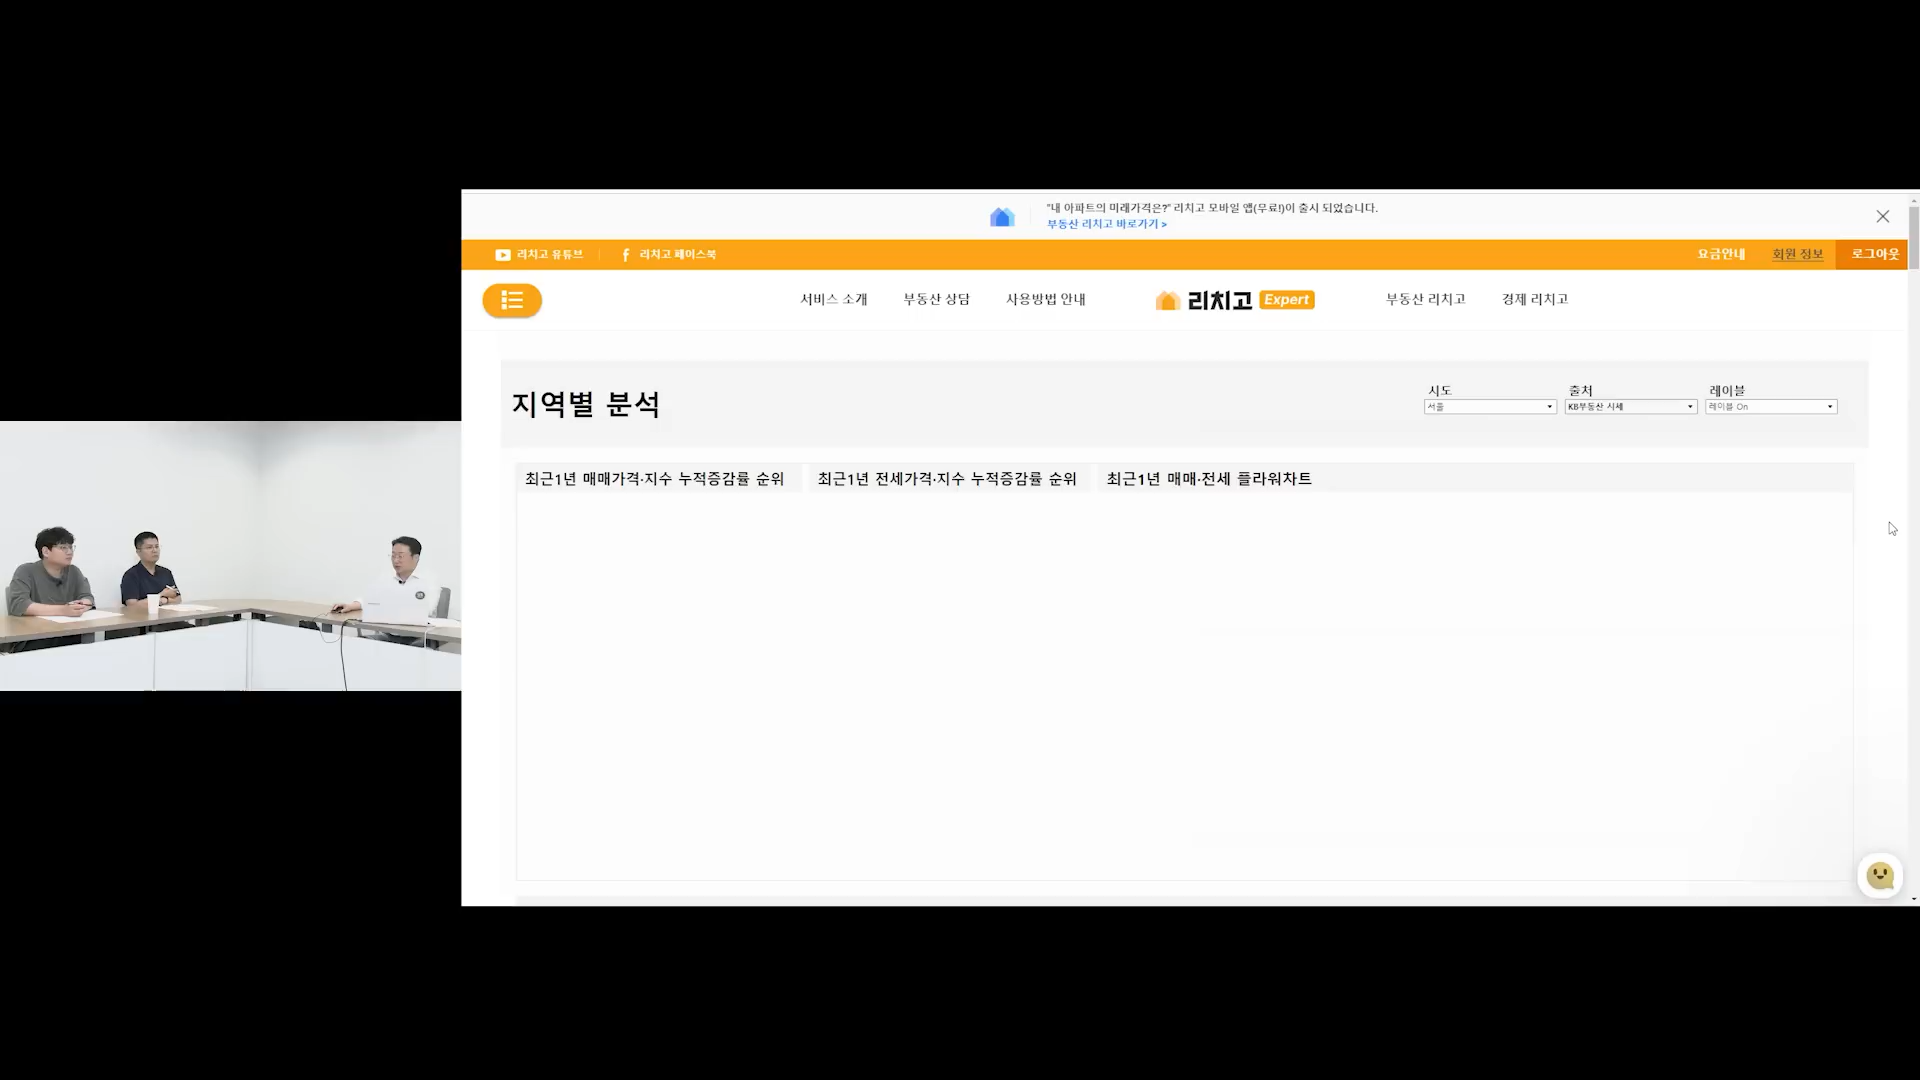 "내 아파트의 미래가격은?" 리치고 모바일 앱(무료!)이 출시 되었습니다.
부동산 리치고 바로가기 >
리치고 유튜브
리치고 페이스북
요금안내
회원 정보
로그아웃
서비스 소개
부동산 상담
사용방법 안내
리치고 Expert
부동산 리치고
경제 리치고
지역별 분석
시도
출처
레이블
서울
KB부동산 시세
레이블 On
최근1년 매매가격·지수 누적증감률 순위
최근1년 전세가격·지수 누적증감률 순위
최근1년 매매·전세 플라워차트